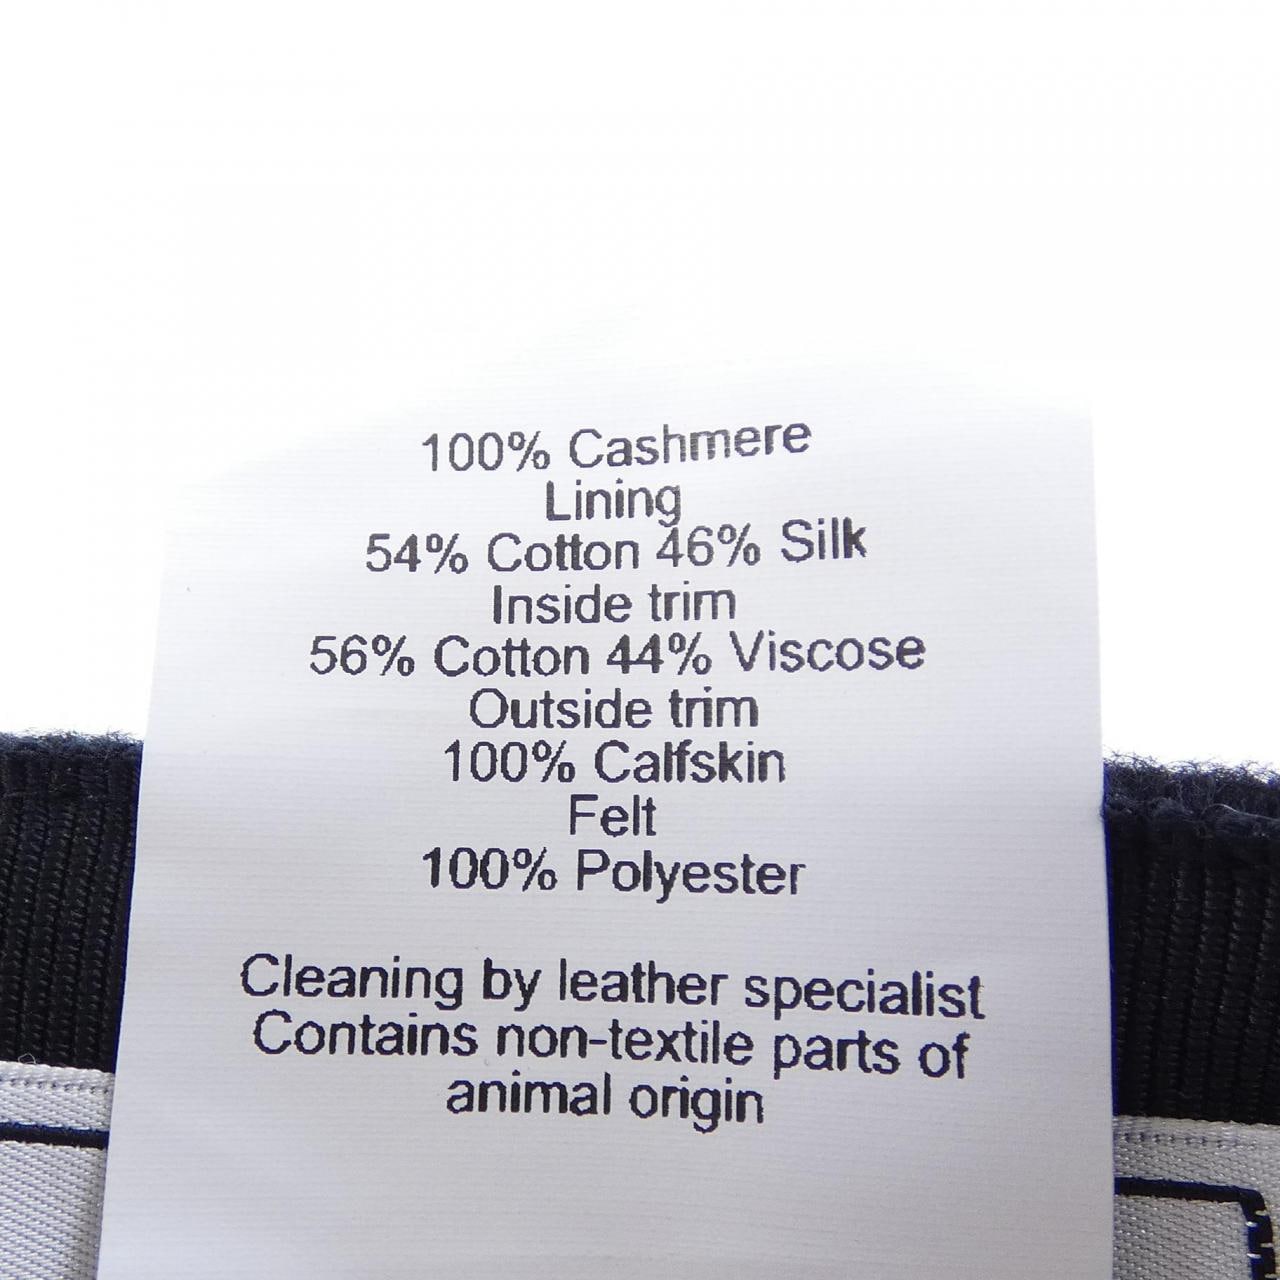 100% Cashmere
Lining
54% Cotton 46% Silk
Inside trim
56% Cotton 44% Viscose
Outside trim
100% Calfskin
Felt
100% Polyester
Cleaning by leather specialist
Contains non-textile parts of
animal origin